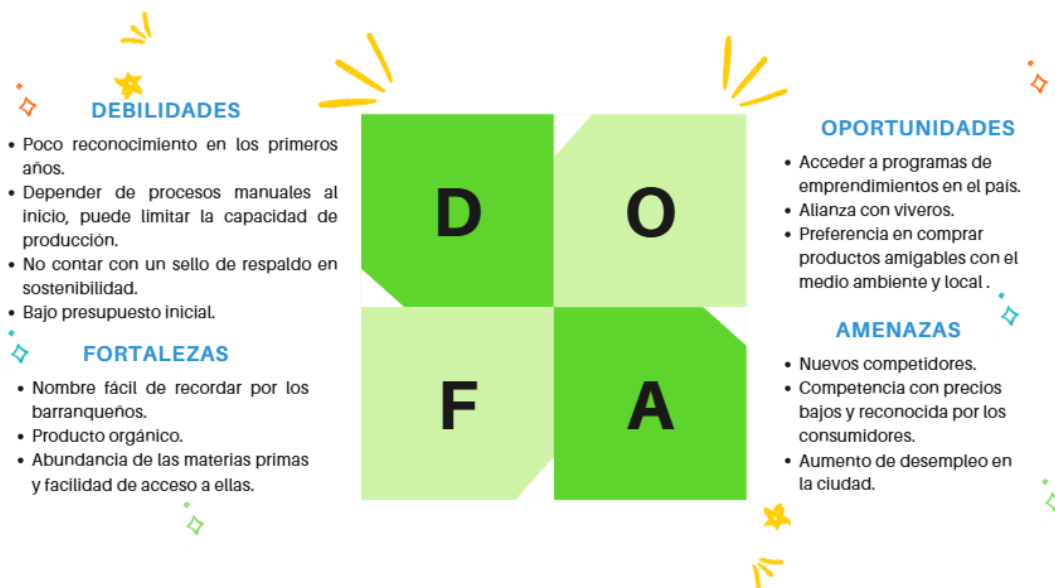 DEBILIDADES
• Poco reconocimiento en los primeros
años.
• Depender de procesos manuales al
inicio, puede limitar la capacidad de
producción.
• No contar con un sello de respaldo en
sostenibilidad.
• Bajo presupuesto inicial.
FORTALEZAS
• Nombre fácil de recordar por los
barranqueños.
• Producto orgánico.
• Abundancia de las materias primas
y facilidad de acceso a ellas.
D
O
F
A
OPORTUNIDADES
• Acceder a programas de
emprendimientos en el país.
• Alianza con viveros.
• Preferencia en comprar
productos amigables con el
medio ambiente y local .
AMENAZAS
• Nuevos competidores.
• Competencia con precios
bajos y reconocida por los
consumidores.
• Aumento de desempleo en
la ciudad.